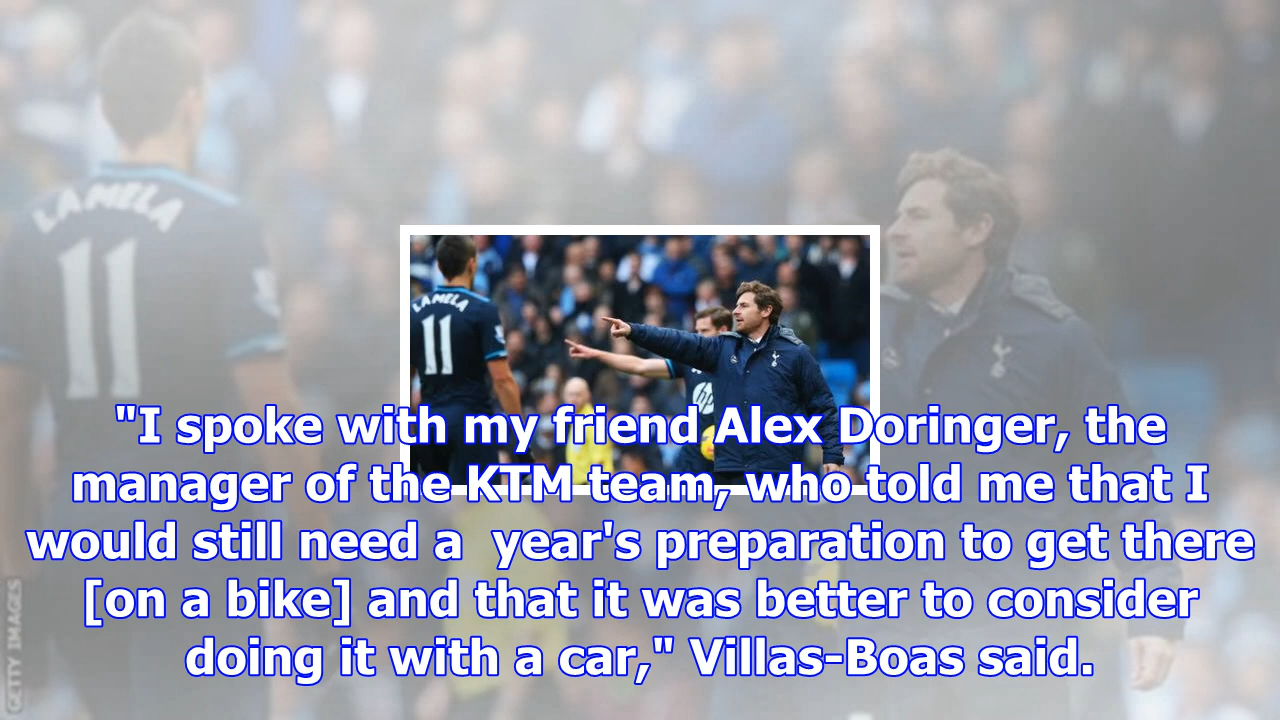 LAMELA
11
LAMELA
11
hp
"I spoke with my friend Alex Doringer, the
manager of the KTM team, who told me that I
would still need a  year's preparation to get there
[on a bike] and that it was better to consider
doing it with a car," Villas-Boas said.
GETTY IMAGES